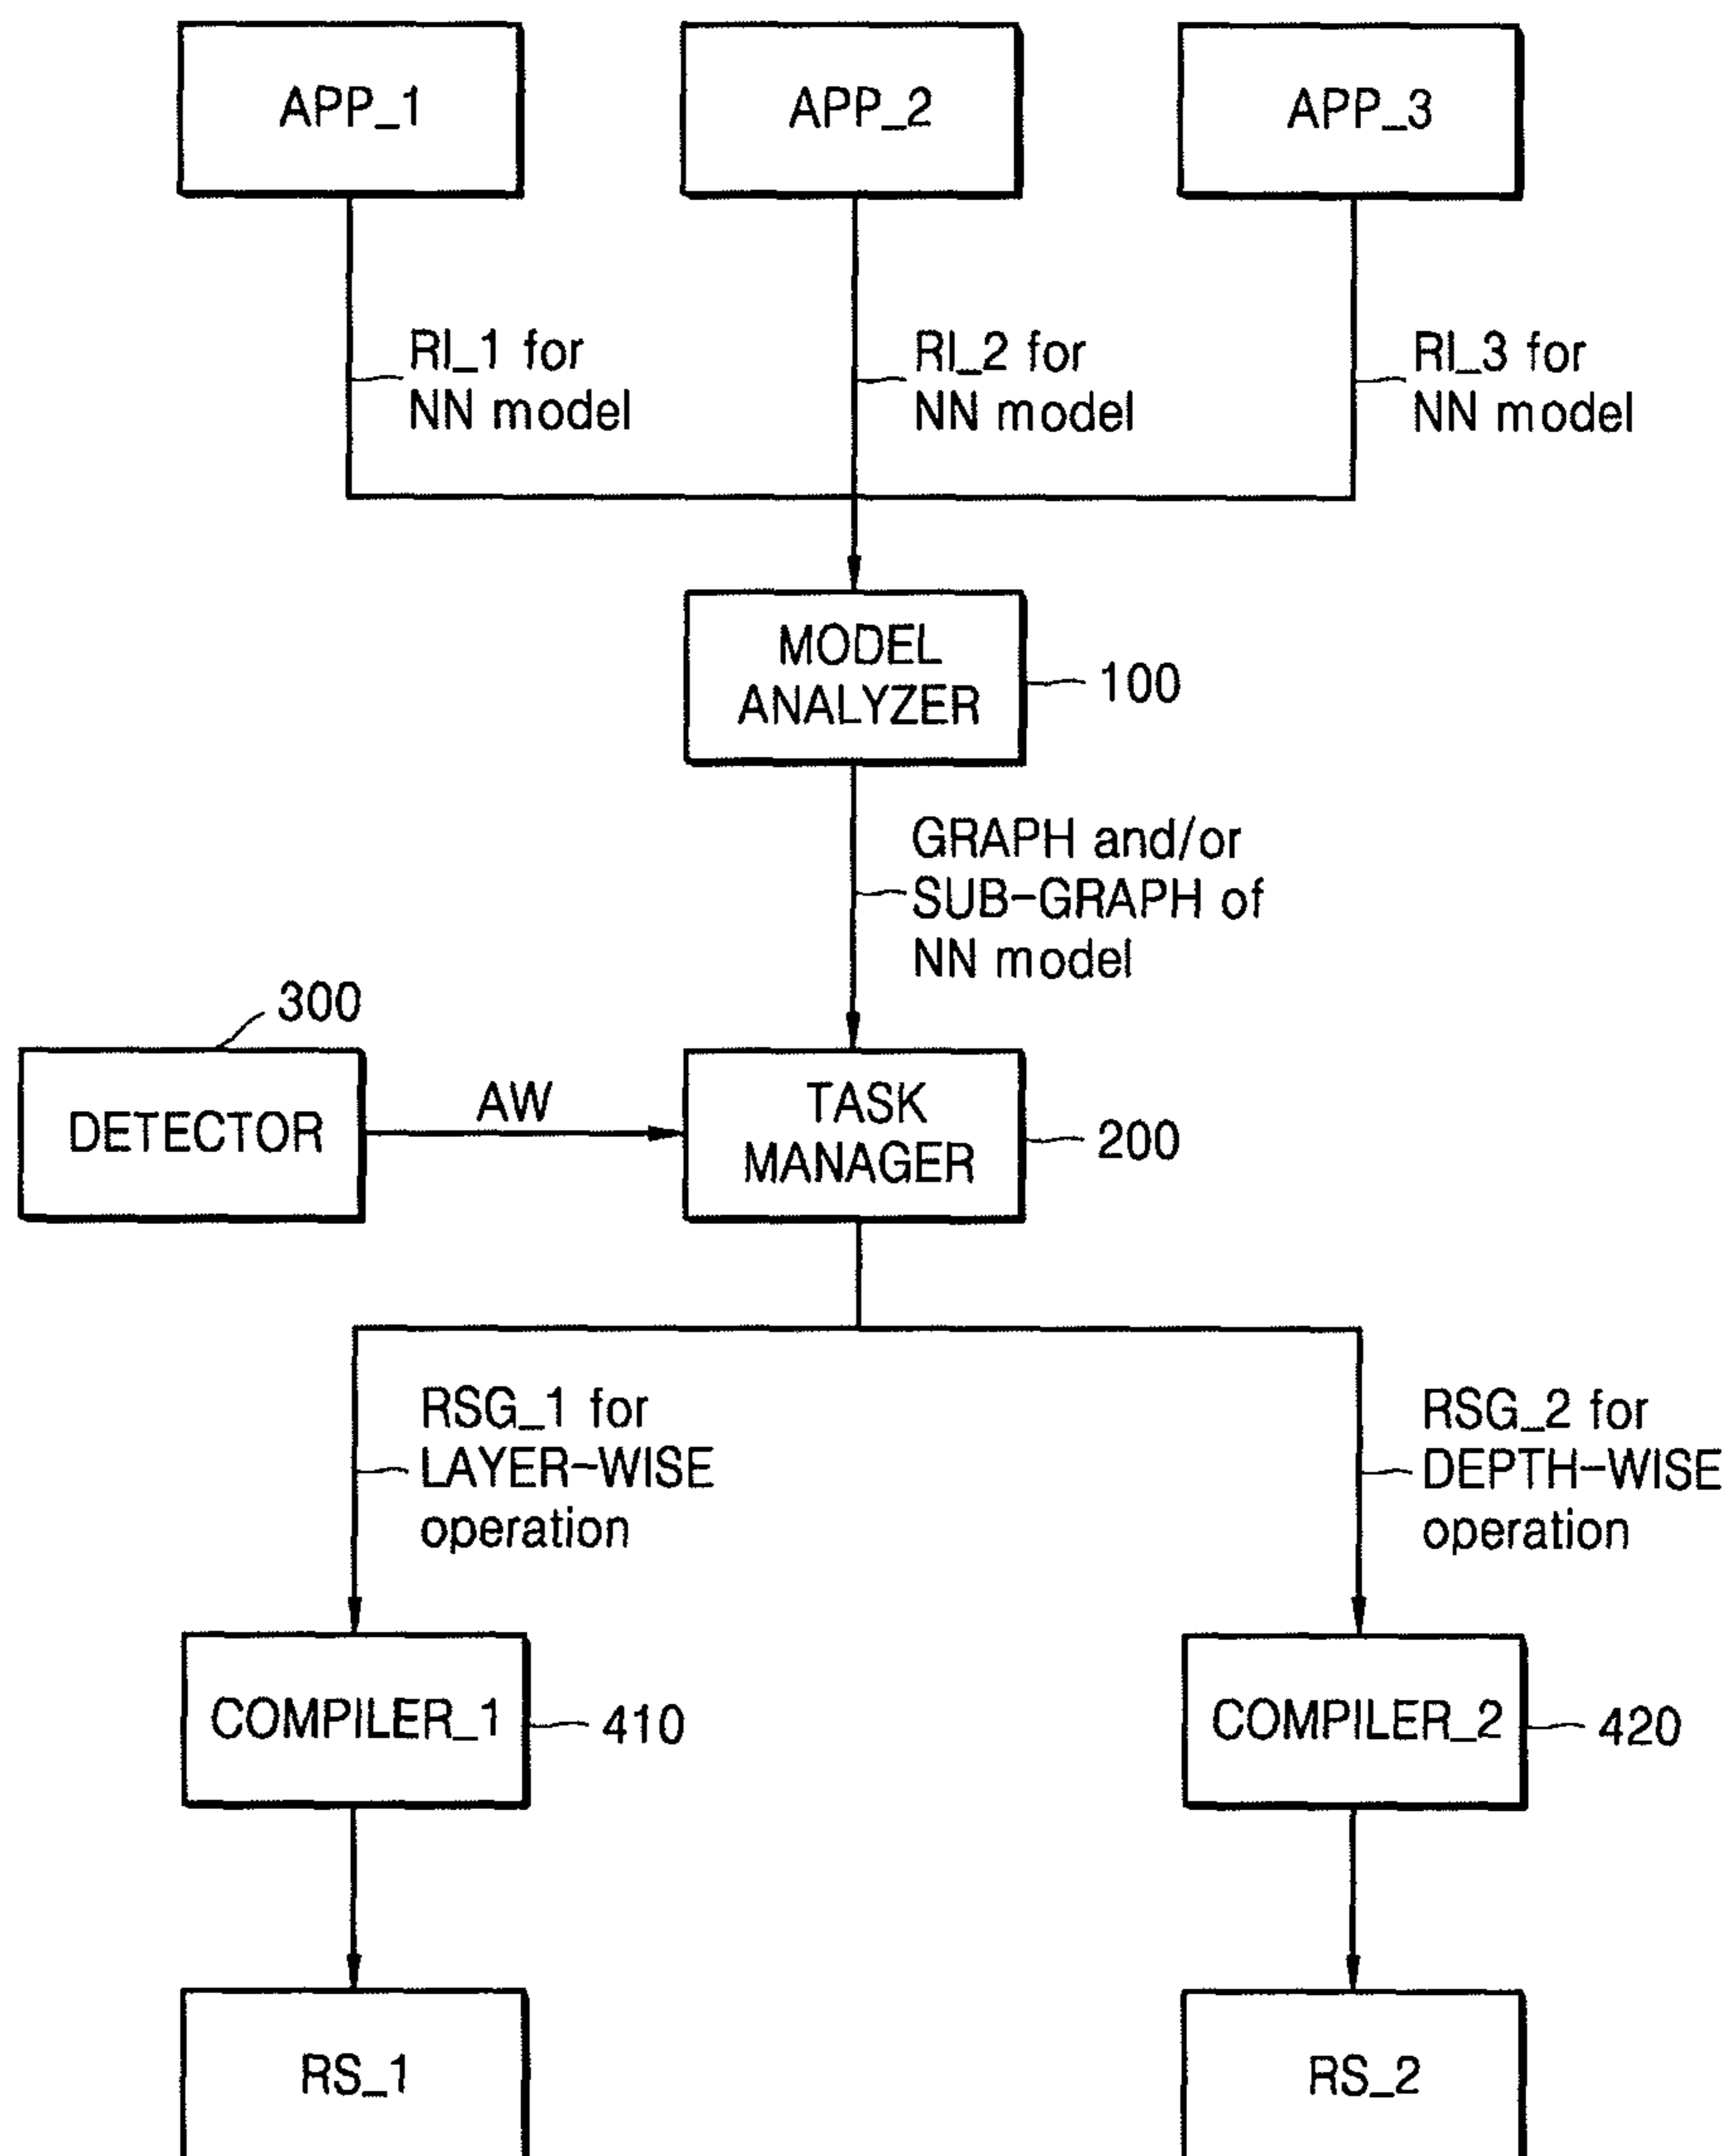 APP_1
APP_2
APP_3
RI_1 for
NN model
RI_2 for
NN model
RI_3 for
NN model
MODEL
ANALYZER
100
GRAPH and/or
SUB-GRAPH of
NN model
300
DETECTOR
AW
TASK
MANAGER
200
RSG_1 for
LAYER-WISE
operation
RSG_2 for
DEPTH-WISE
operation
COMPILER_1
410
COMPILER_2
420
RS_1
RS_2